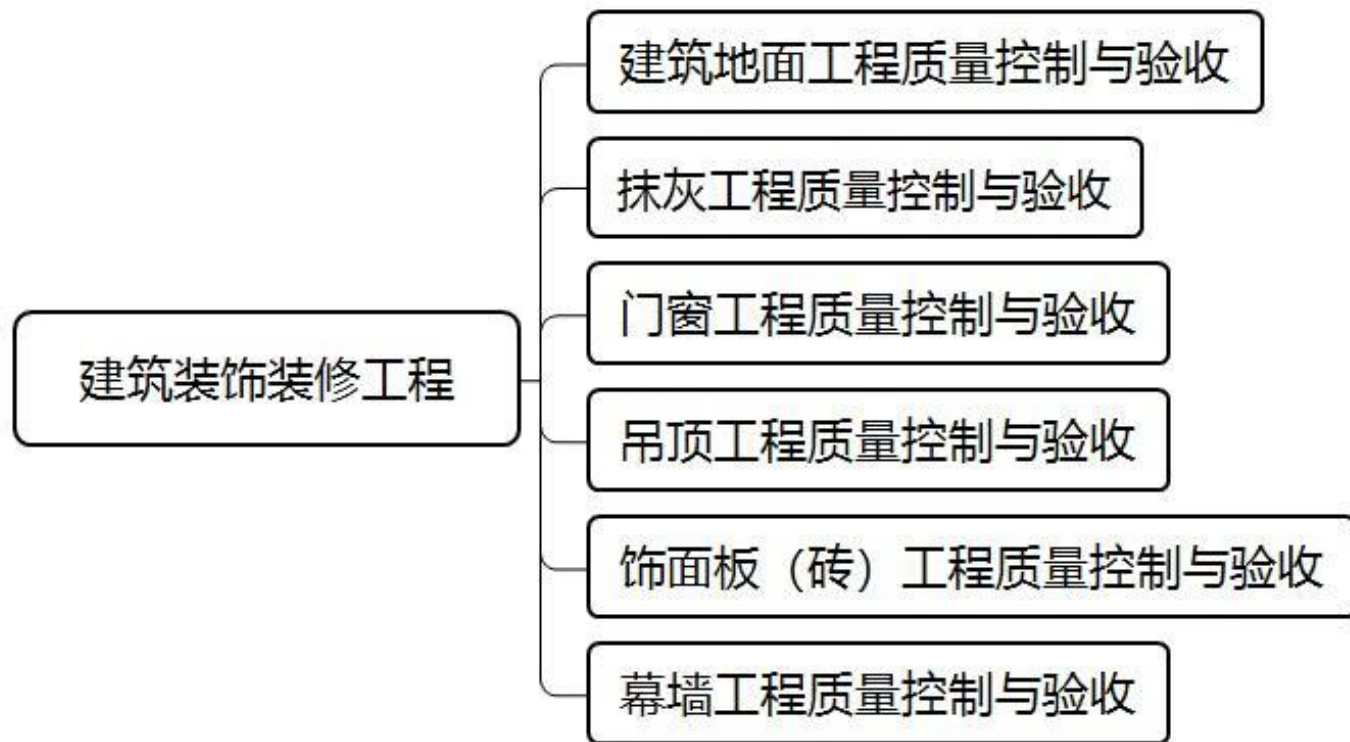 建筑装饰装修工程
建筑地面工程质量控制与验收
抹灰工程质量控制与验收
门窗工程质量控制与验收
吊顶工程质量控制与验收
饰面板（砖）工程质量控制与验收
幕墙工程质量控制与验收